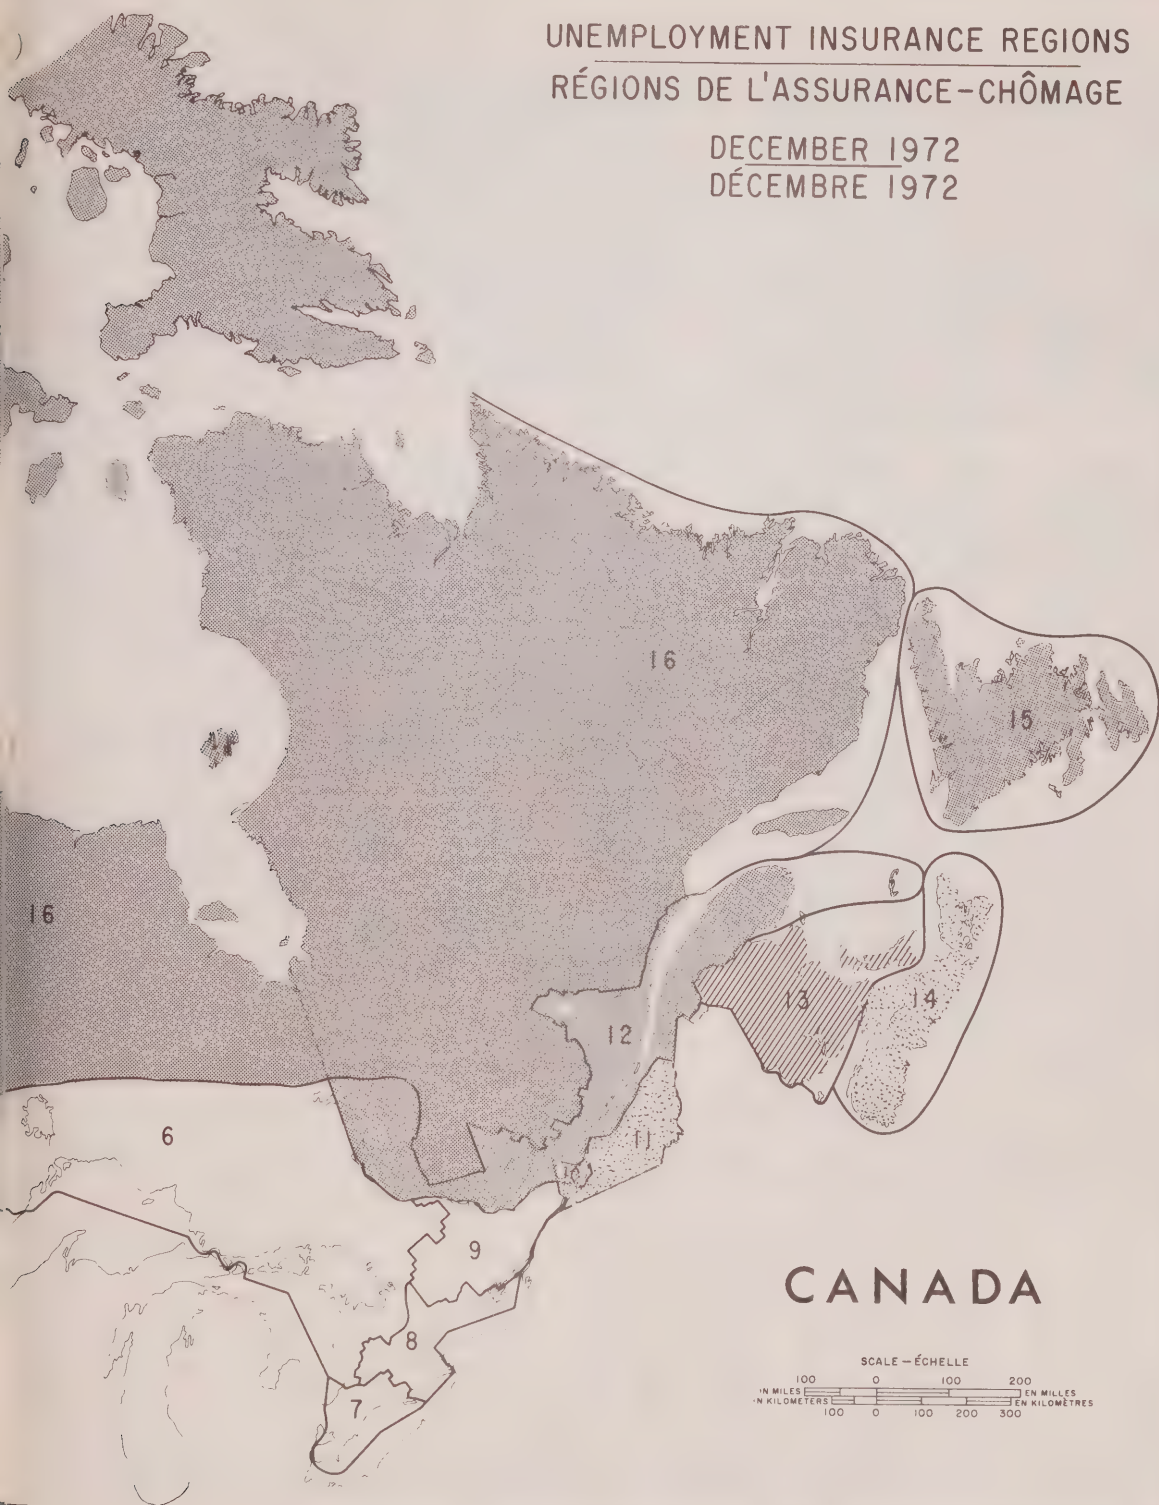 UNEMPLOYMENT INSURANCE REGIONS
RÉGIONS DE L'ASSURANCE-CHÔMAGE
DECEMBER 1972
DÉCEMBRE 1972
16
15
16
14
13
12
11
10
6
9
8
7
CANADA
SCALE — ÉCHELLE
100 0 100 200
IN MILES EN MILLES
IN KILOMETERS EN KILOMÈTRES
100 0 100 200 300